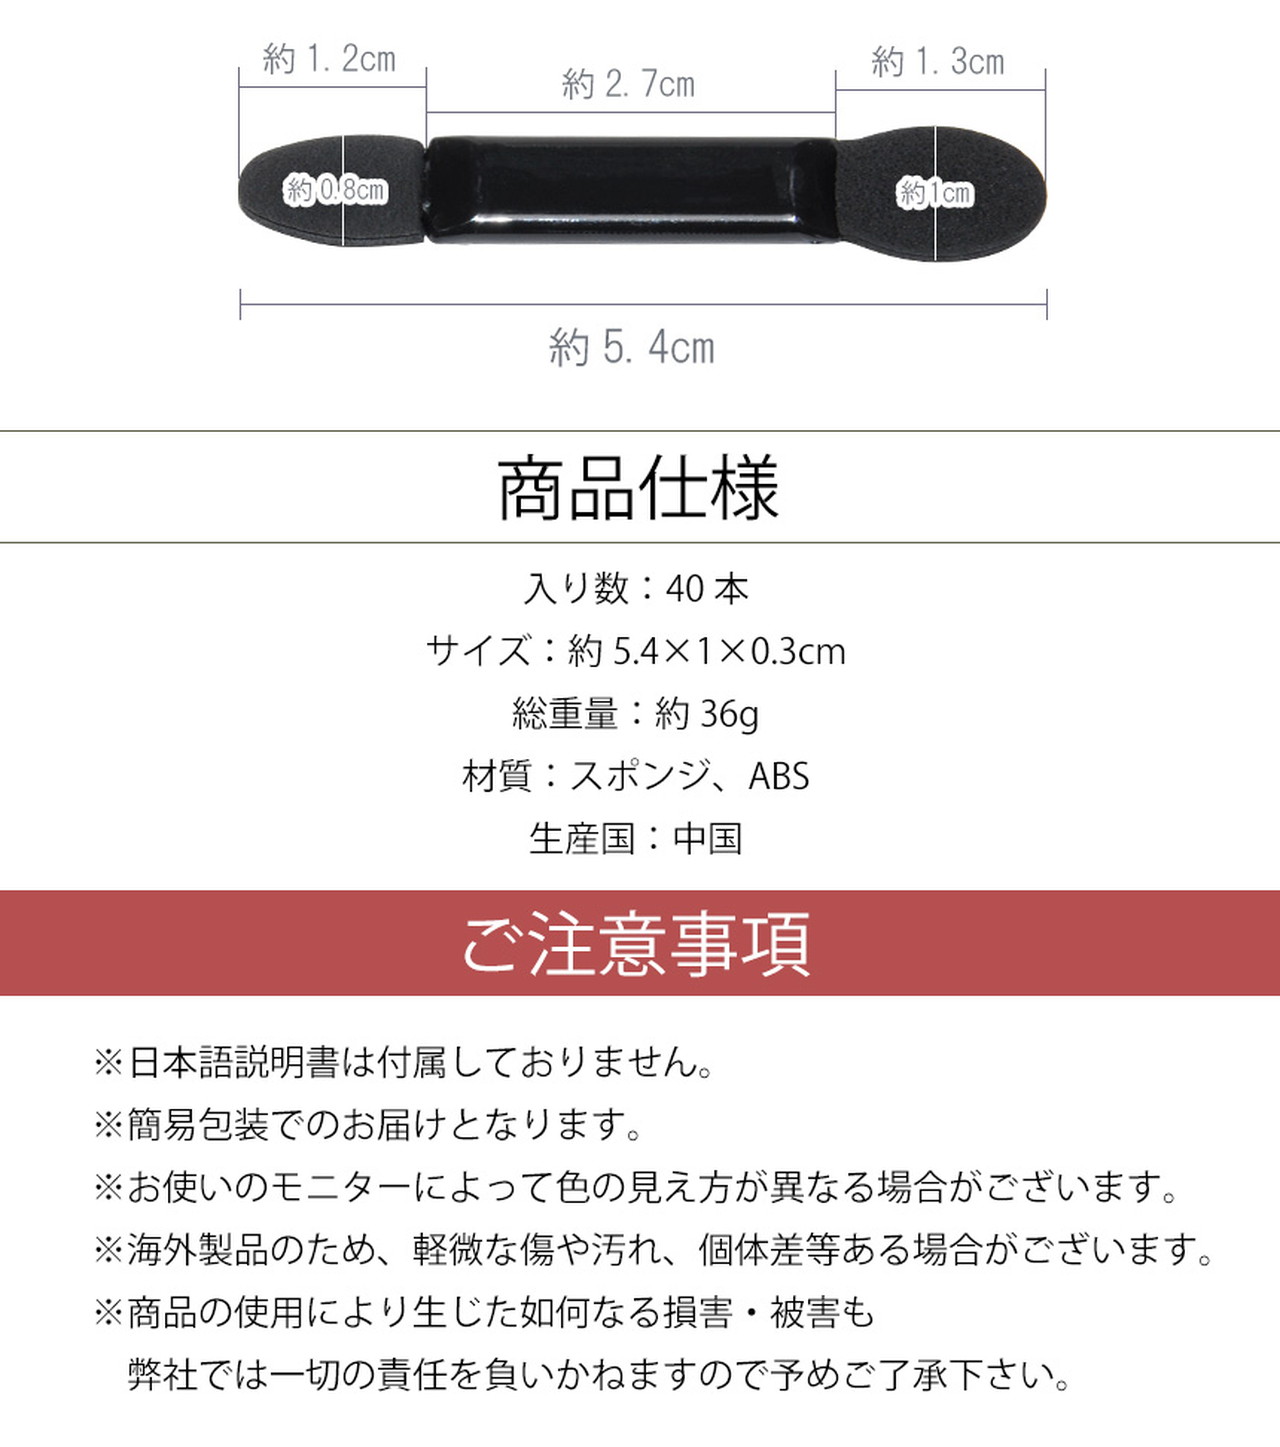 約 1.2cm
約 2.7cm
約 1.3cm
約 0.8cm
約1cm
約 5.4cm
商品仕様
入り数：40 本
サイズ：約 5.4×1×0.3cm
総重量：約 36g
材質：スポンジ、ABS
生産国：中国
ご注意事項
※日本語説明書は付属しておりません。
※簡易包装でのお届けとなります。
※お使いのモニターによって色の見え方が異なる場合がございます。
※海外製品のため、軽微な傷や汚れ、個体差等ある場合がございます。
※商品の使用により生じた如何なる損害・被害も
弊社では一切の責任を負いかねますので予めご了承下さい。